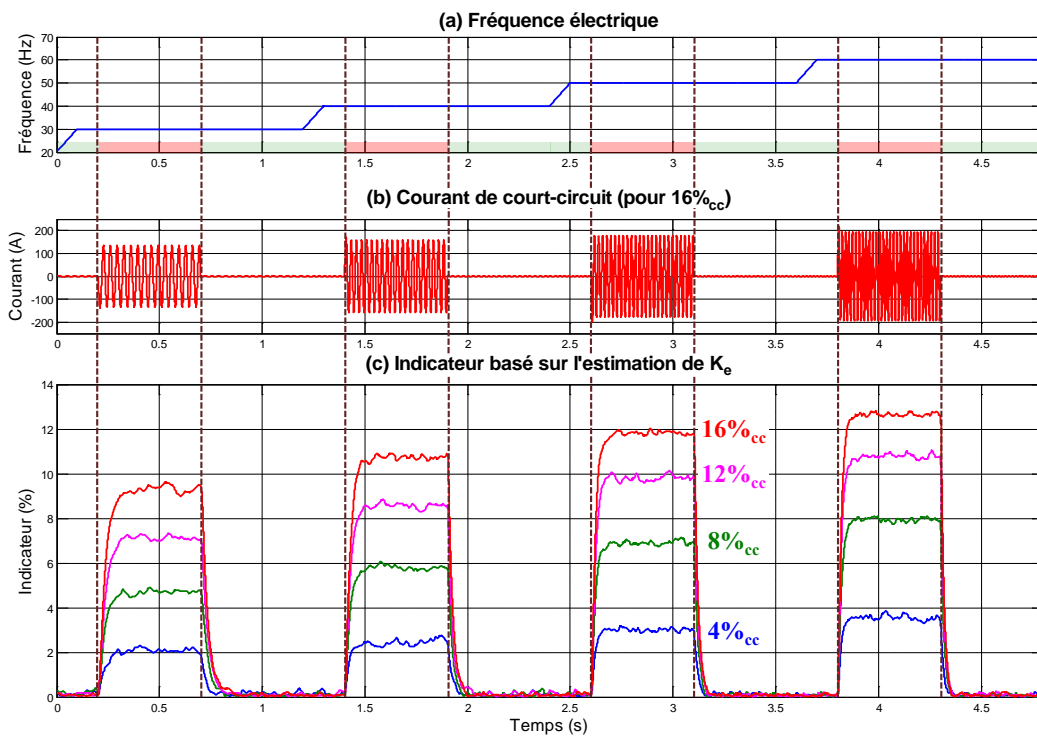 (a) Fréquence électrique
Fréquence (Hz)
70
60
50
40
30
20
0 0.5 1 1.5 2 2.5 3 3.5 4 4.5
(b) Courant de court-circuit (pour 16%cc)
Courant (A)
200
100
0
-100
-200
0 0.5 1 1.5 2 2.5 3 3.5 4 4.5
(c) Indicateur basé sur l'estimation de Ke
Indicateur (%)
14
12
10
8
6
4
2
0
16%cc
12%cc
8%cc
4%cc
0 0.5 1 1.5 2 2.5 3 3.5 4 4.5
Temps (s)